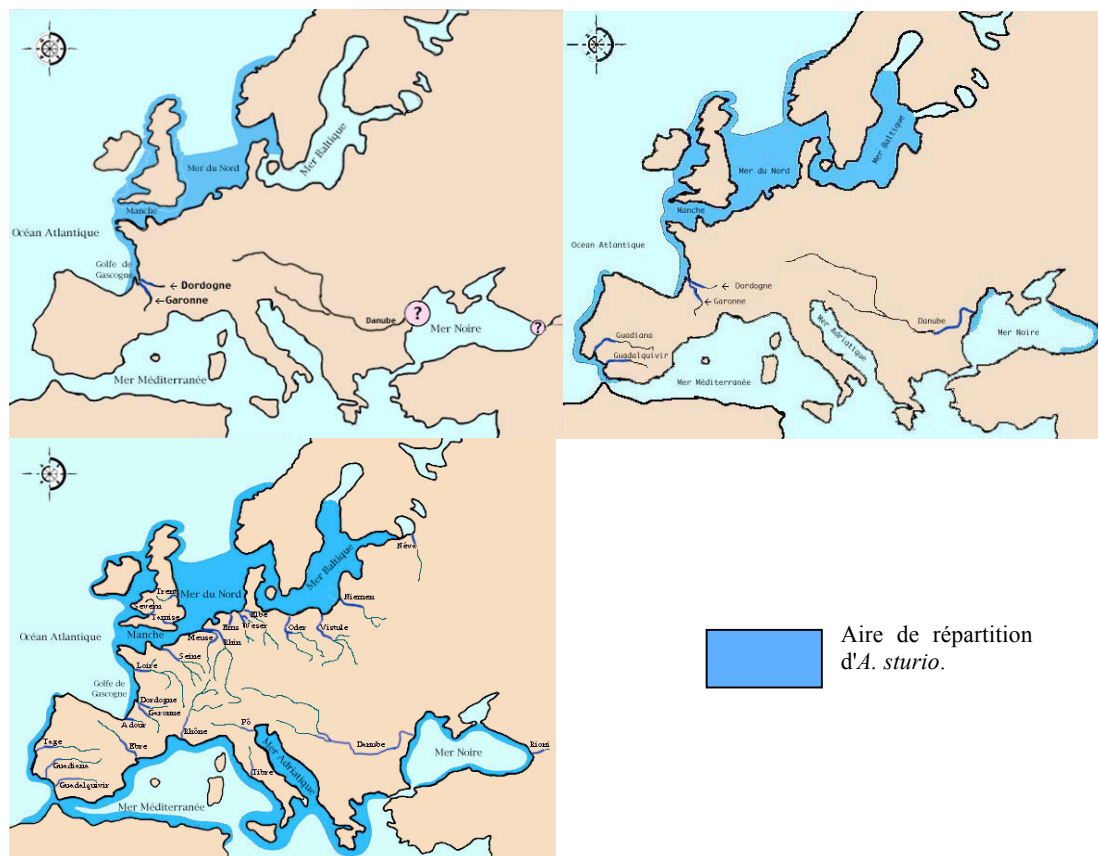 Mer Baltique
Mer du Nord
Manche
Océan Atlantique
Golfe de
Gascogne
← Dordogne
← Garonne
Danube
?
Mer Noire
?
Mer Méditerranée
Mer Baltique
Mer du Nord
Manche
Ocean Atlantique
← Dordogne
← Garonne
Danube
Mer Noire
Guadiana
Guadalquivir
Mer Adriatique
Mer Méditerranée
Néva
Mer Baltique
Trent
Mer du Nord
Niemen
Severn
Tamise
Elbe
Ems
Weser
Oder
Vistule
Océan Atlantique
Manche
Meuse
Rhin
Seine
Loire
Golfe de
Gascogne
Dordogne
Garonne
Adour
Rhône
Pô
Danube
Mer Noire
Rioni
Tage
Ebre
Mer Adriatique
Guadiana
Tibre
Guadalquivir
Mer Méditerranée
Aire de répartition
d'A. sturio.